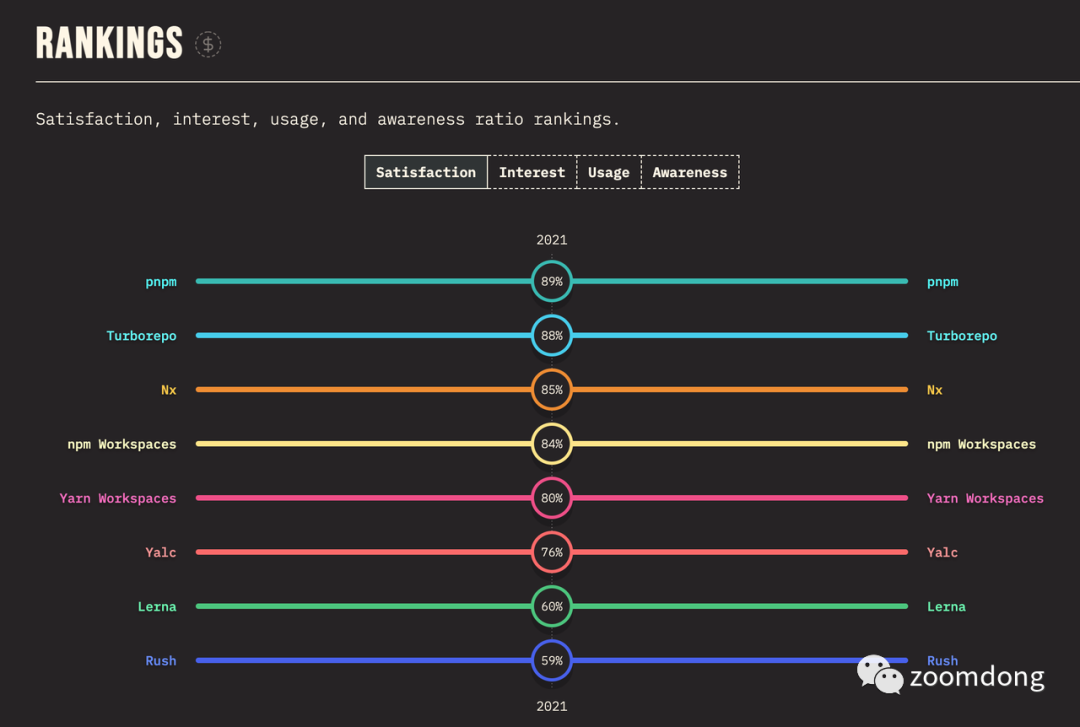 RANKINGS $
Satisfaction, interest, usage, and awareness ratio rankings.
Satisfaction Interest Usage Awareness
2021
pnpm 89% pnpm
Turborepo 88% Turborepo
Nx 85% Nx
npm Workspaces 84% npm Workspaces
Yarn Workspaces 80% Yarn Workspaces
Yalc 76% Yalc
Lerna 60% Lerna
Rush 59% Rush
zoomdong
2021